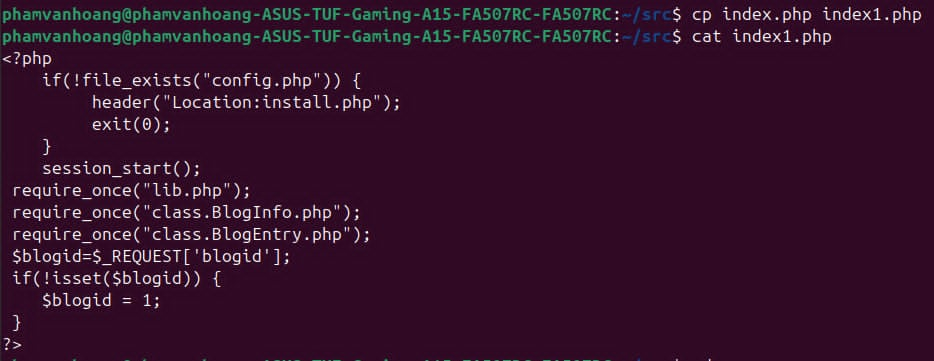 phamvanhoang@phamvanhoang-ASUS-TUF-Gaming-A15-FA507RC-FA507RC:~/src$ cp index.php index1.php
phamvanhoang@phamvanhoang-ASUS-TUF-Gaming-A15-FA507RC-FA507RC:~/src$ cat index1.php
<?php
    if(!file_exists("config.php")) {
         header("Location:install.php");
         exit(0);
    }
    session_start();
 require_once("lib.php");
 require_once("class.BlogInfo.php");
 require_once("class.BlogEntry.php");
 $blogid=$_REQUEST['blogid'];
 if(!isset($blogid)) {
    $blogid = 1;
 }
?>